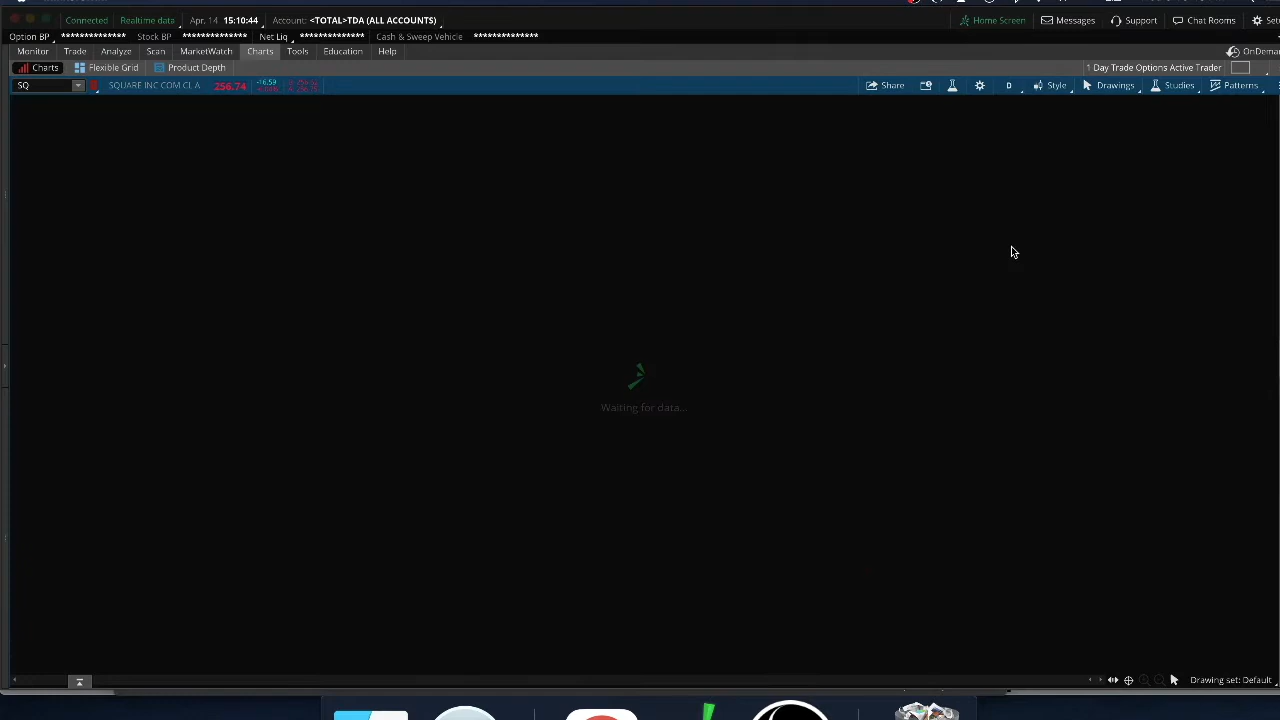 Connected Realtime data Apr. 14 15:10:44 Account: <TOTAL>TDA (ALL ACCOUNTS) Home Screen Messages Support Chat Rooms
Option BP ************** Stock BP ************** Net Liq ************** Cash & Sweep Vehicle **************
Monitor Trade Analyze Scan MarketWatch Charts Tools Education Help OnDeman
Charts Flexible Grid Product Depth 1 Day Trade Options Active Trader
SQ SQUARE INC COM CL A 256.74 -16.59 Share D Style Drawings Studies Patterns
Waiting for data...
Drawing set: Default